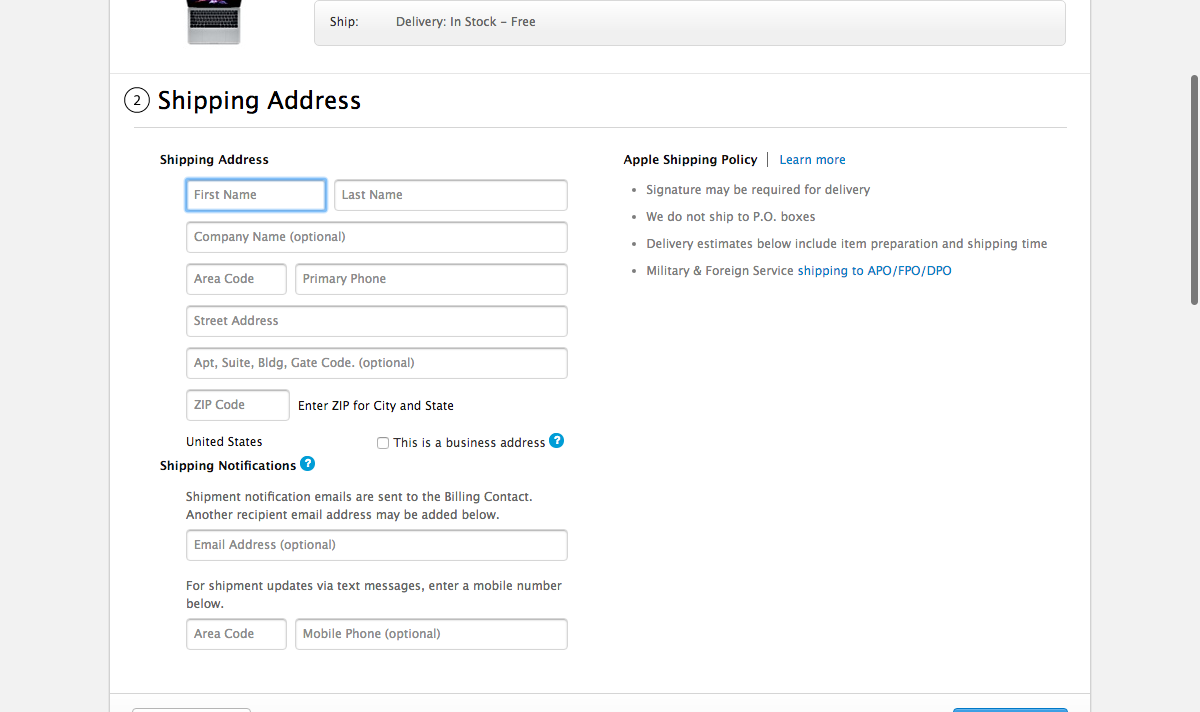 Ship: Delivery: In Stock – Free
2 Shipping Address
Shipping Address
First Name Last Name
Company Name (optional)
Area Code Primary Phone
Street Address
Apt, Suite, Bldg, Gate Code. (optional)
ZIP Code Enter ZIP for City and State
United States This is a business address ?
Shipping Notifications ?
Shipment notification emails are sent to the Billing Contact.
Another recipient email address may be added below.
Email Address (optional)
For shipment updates via text messages, enter a mobile number
below.
Area Code Mobile Phone (optional)
Apple Shipping Policy | Learn more
• Signature may be required for delivery
• We do not ship to P.O. boxes
• Delivery estimates below include item preparation and shipping time
• Military & Foreign Service shipping to APO/FPO/DPO